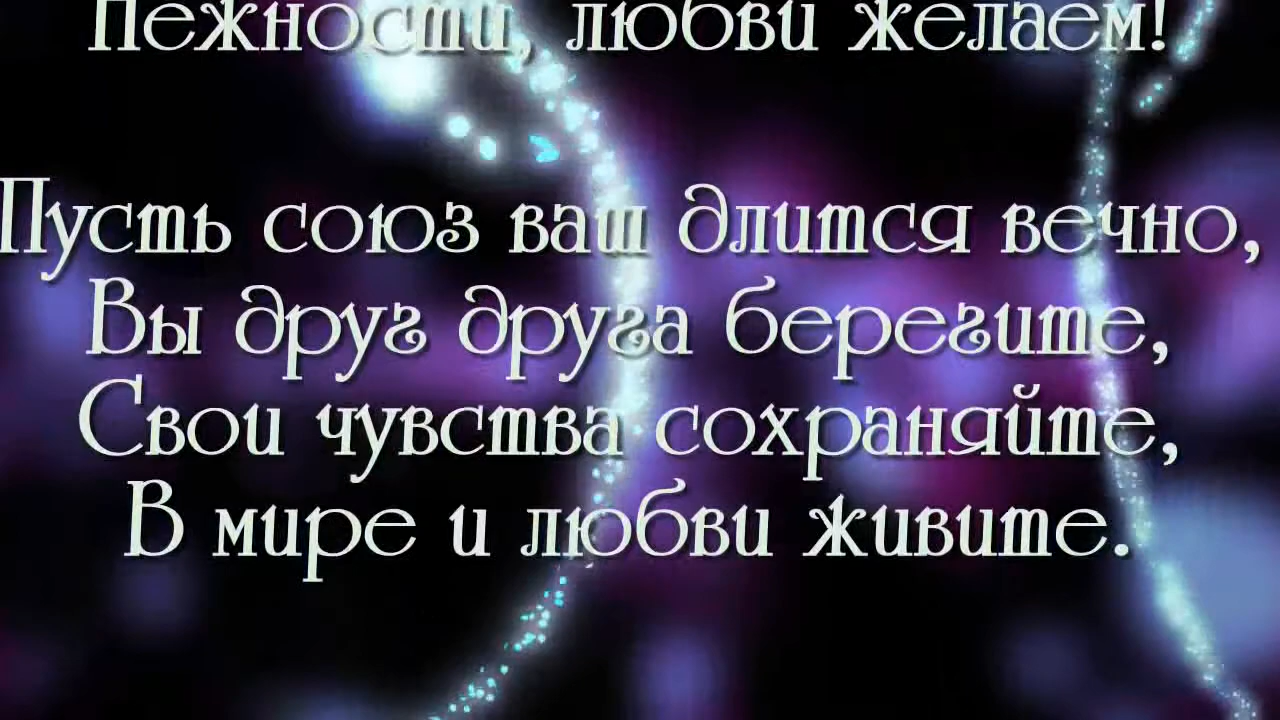 Нежности, любви желаем!
Пусть союз ваш длится вечно,
Вы друг друга берегите,
Свои чувства сохраняйте,
В мире и любви живите.